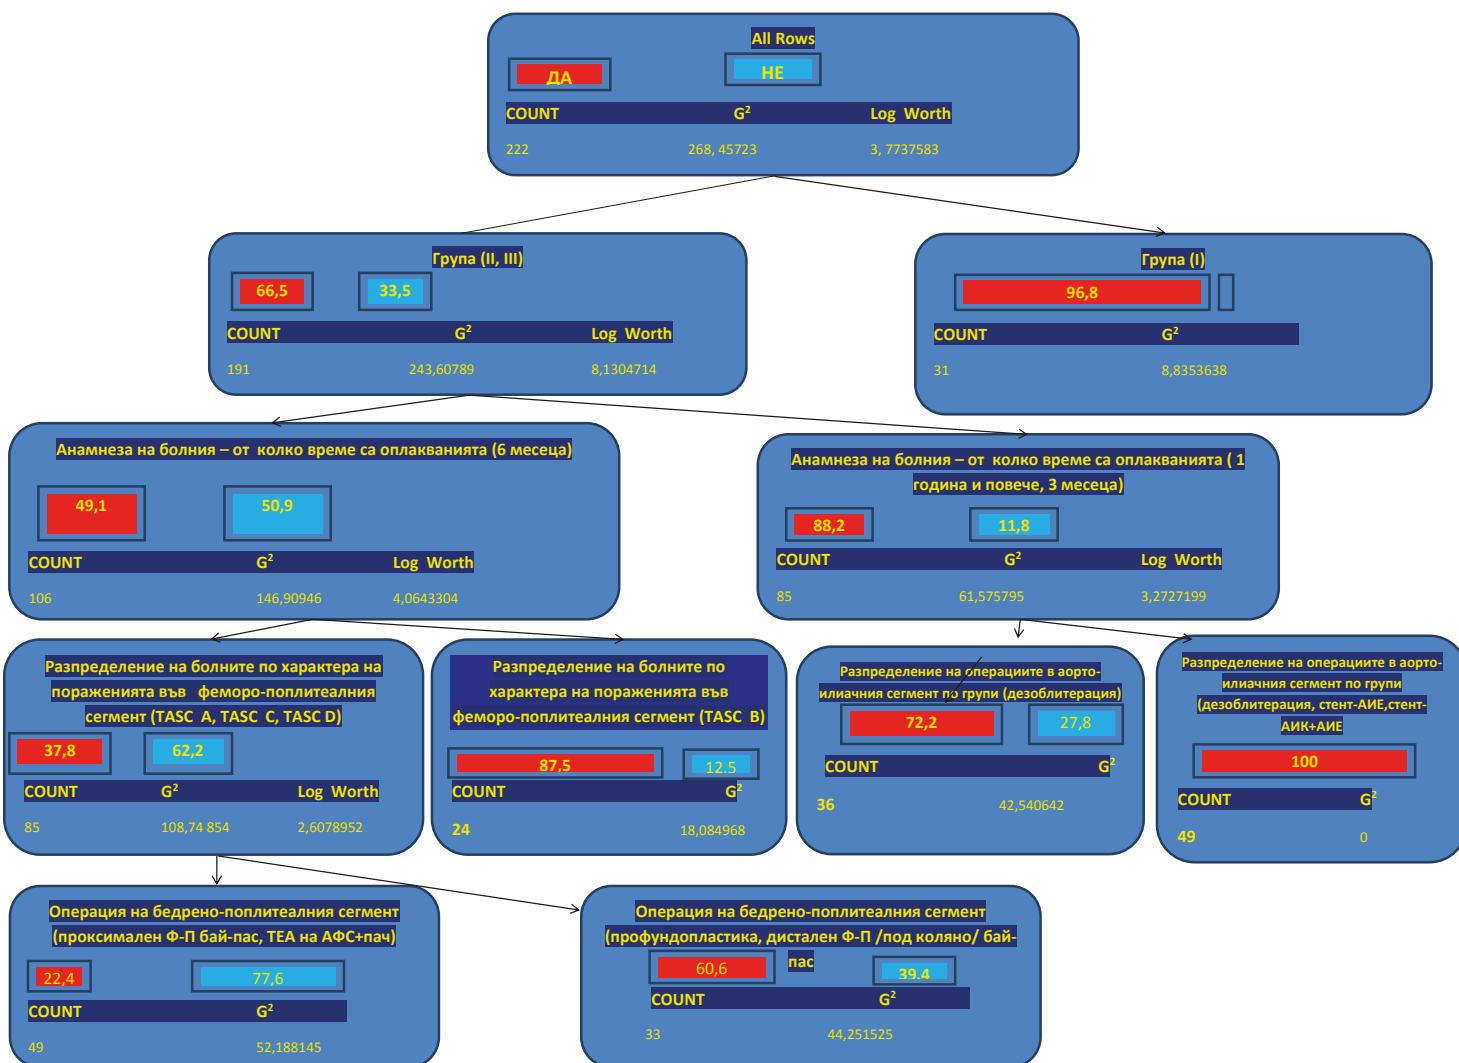 All Rows
ДА НЕ
COUNT G² Log Worth
222 268, 45723 3, 7737583
Група (II, III)
66,5 33,5
COUNT G² Log Worth
191 243,60789 8,1304714
Група (I)
96,8
COUNT G²
31 8,8353638
Анамнеза на болния – от колко време са оплакванията (6 месеца)
49,1 50,9
COUNT G² Log Worth
106 146,90946 4,0643304
Анамнеза на болния – от колко време са оплакванията ( 1
година и повече, 3 месеца)
88,2 11,8
COUNT G² Log Worth
85 61,575795 3,2727199
Разпределение на болните по характера на
пораженията във феморо-поплитеалния
сегмент (TASC A, TASC C, TASC D)
37,8 62,2
COUNT G² Log Worth
85 108,74 854 2,6078952
Разпределение на болните по
характера на пораженията във
феморо-поплитеалния сегмент (TASC B)
87,5 12.5
COUNT G²
24 18,084968
Разпределение на операциите в аорто-
илиачния сегмент по групи (дезоблитерация)
72,2 27,8
COUNT G²
36 42,540642
Разпределение на операциите в аорто-
илиачния сегмент по групи
(дезоблитерация, стент-АИЕ,стент-
АИК+АИЕ
100
COUNT G²
49 0
Операция на бедрено-поплитеалния сегмент
(проксимален Ф-П бай-пас, ТЕА на АФС+пач)
22,4 77,6
COUNT G²
49 52,188145
Операция на бедрено-поплитеалния сегмент
(профундопластика, дистален Ф-П /под коляно/ бай-
пас
60,6 39.4
COUNT G²
33 44,251525